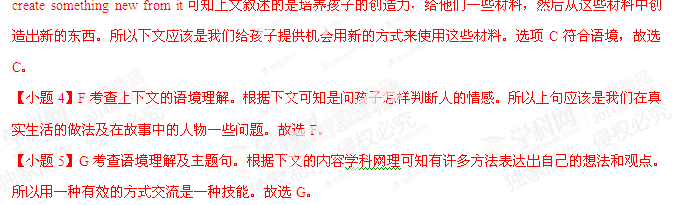 create something new from it 可知上文叙述的是培养孩子的创造力，给他们一些材料，然后从这些材料中创
造出新的东西。所以下文应该是我们给孩子提供机会用新的方式来使用这些材料。选项 C 符合语境，故选
C。
【小题 4】F 考查上下文的语境理解。根据下文可知是问孩子怎样判断人的情感。所以上句应该是我们在真
实生活的做法及在故事中的人物一些问题。故选 F。
【小题 5】G 考查语境理解及主题句。根据下文的内容学科网理可知有许多方法表达出自己的想法和观点。
所以用一种有效的方式交流是一种技能。故选 G。